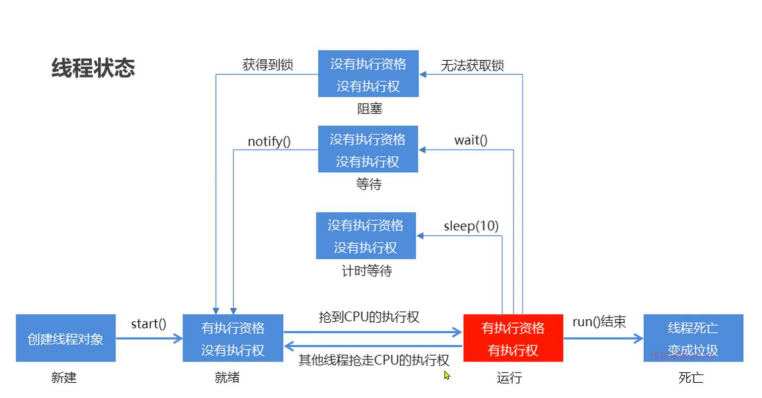 线程状态
获得到锁
没有执行资格
没有执行权
无法获取锁
阻塞
notify()
没有执行资格
没有执行权
wait()
等待
没有执行资格
没有执行权
sleep(10)
计时等待
创建线程对象
start()
有执行资格
没有执行权
抢到CPU的执行权
其他线程抢走CPU的执行权
有执行资格
有执行权
run()结束
线程死亡
变成垃圾
新建
就绪
运行
死亡